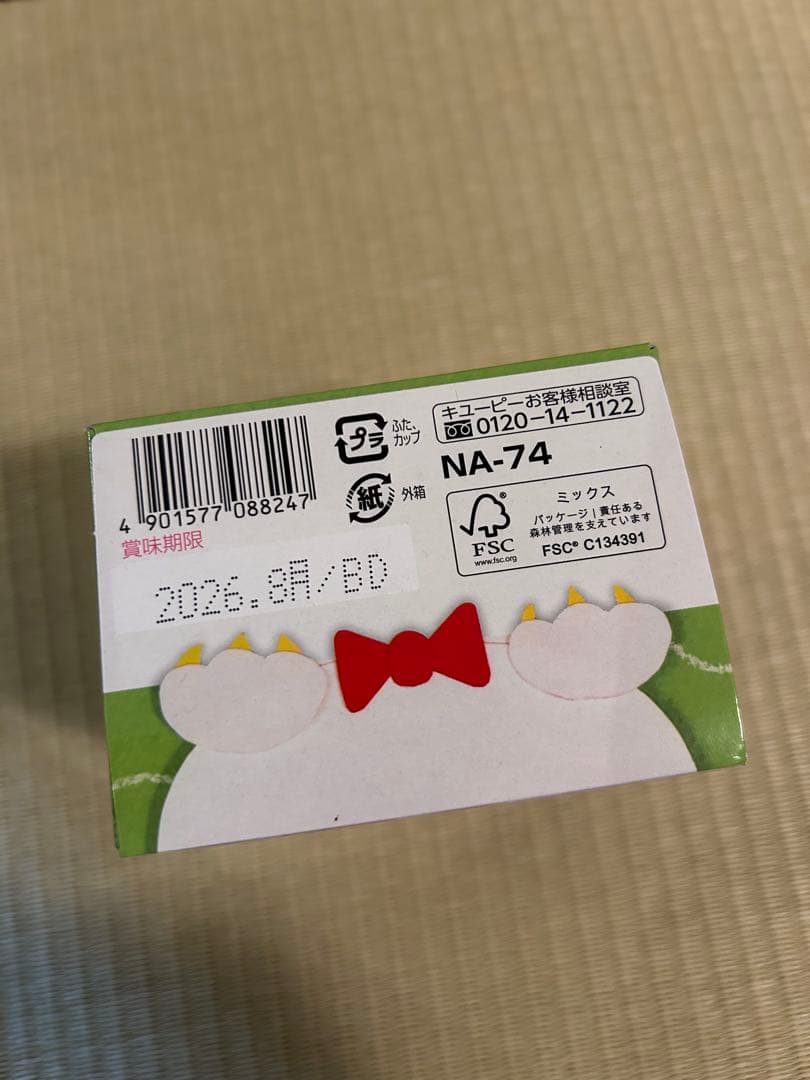 4 901577 088247
プラ
ふた、
カップ
紙
外箱
キユーピーお客様相談室
0120-14-1122
NA-74
FSC®
www.fsc.org
ミックス
パッケージ|責任ある
森林管理を支えています
FSC® C134391
賞味期限
2026.8月/BD